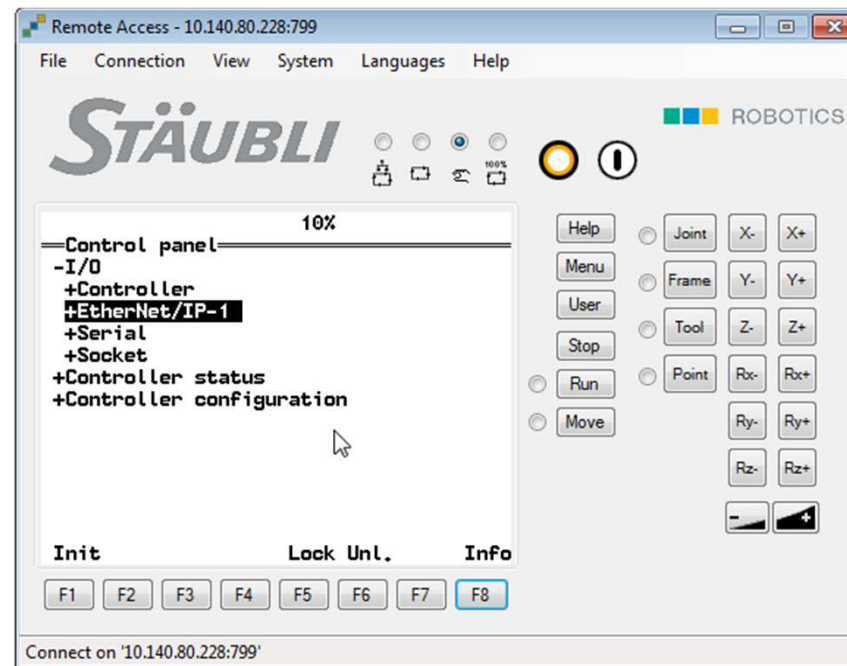 Remote Access - 10.140.80.228:799
File Connection View System Languages Help
STÄUBLI
ROBOTICS
100%
10%
Control panel
-I/O
+Controller
+EtherNet/IP-1
+Serial
+Socket
+Controller status
+Controller configuration
Init Lock Unl. Info
F1 F2 F3 F4 F5 F6 F7 F8
Help Joint X- X+
Menu Frame Y- Y+
User
Tool Z- Z+
Stop
Run Point Rx- Rx+
Move Ry- Ry+
Rz- Rz+
- +
Connect on '10.140.80.228:799'